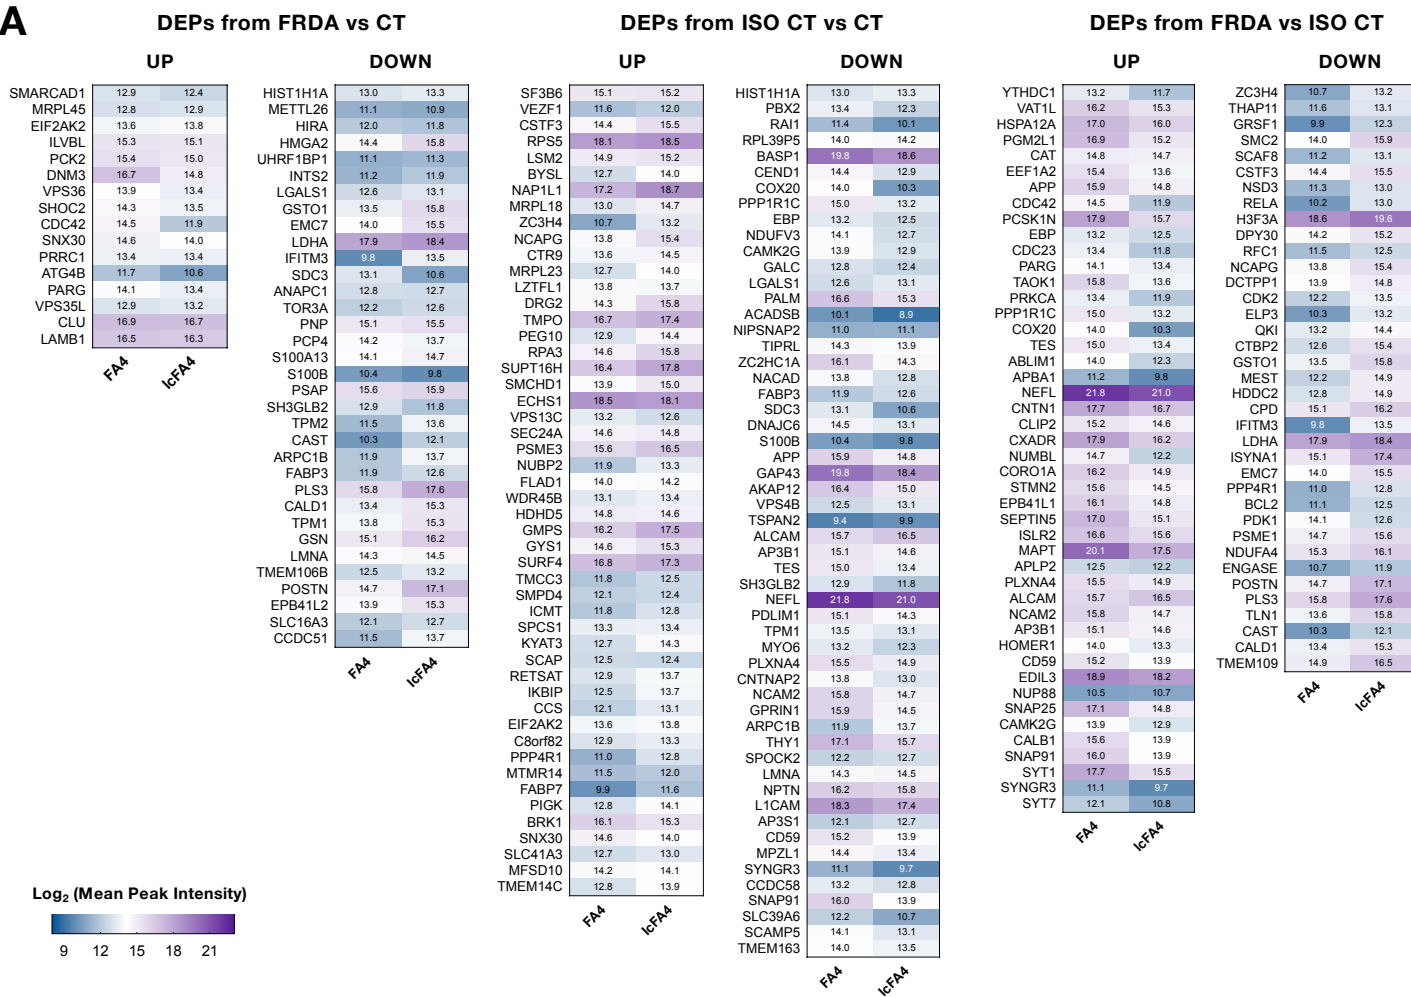 A
DEPs from FRDA vs CT
UP
SMARCAD1 12.9 12.4
MRPL45 12.8 12.9
EIF2AK2 13.6 13.8
ILVBL 15.3 15.1
PCK2 15.4 15.0
DNM3 16.7 14.8
VPS36 13.9 13.4
SHOC2 14.3 13.5
CDC42 14.5 11.9
SNX30 14.6 14.0
PRRC1 13.4 13.4
ATG4B 11.7 10.6
PARG 14.1 13.4
VPS35L 12.9 13.2
CLU 16.9 16.7
LAMB1 16.5 16.3
FA4 IcFA4
DOWN
HIST1H1A 13.0 13.3
METTL26 11.1 10.9
HIRA 12.0 11.8
HMGA2 14.4 15.8
UHRF1BP1 11.1 11.3
INTS2 11.2 11.9
LGALS1 12.6 13.1
GSTO1 13.5 15.8
EMC7 14.0 15.5
LDHA 17.9 18.4
IFITM3 9.8 13.5
SDC3 13.1 10.6
ANAPC1 12.8 12.7
TOR3A 12.2 12.6
PNP 15.1 15.5
PCP4 14.2 13.7
S100A13 14.1 14.7
S100B 10.4 9.8
PSAP 15.6 15.9
SH3GLB2 12.9 11.8
TPM2 11.5 13.6
CAST 10.3 12.1
ARPC1B 11.9 13.7
FABP3 11.9 12.6
PLS3 15.8 17.6
CALD1 13.4 15.3
TPM1 13.8 15.3
GSN 15.1 16.2
LMNA 14.3 14.5
TMEM106B 12.5 13.2
POSTN 14.7 17.1
EPB41L2 13.9 15.3
SLC16A3 12.1 12.7
CCDC51 11.5 13.7
FA4 IcFA4
DEPs from ISO CT vs CT
UP
SF3B6 15.1 15.2
VEZF1 11.6 12.0
CSTF3 14.4 15.5
RPS5 18.1 18.5
LSM2 14.9 15.2
BYSL 12.7 14.0
NAP1L1 17.2 18.7
MRPL18 13.0 14.7
ZC3H4 10.7 13.2
NCAPG 13.8 15.4
CTR9 13.6 14.5
MRPL23 12.7 14.0
LZTFL1 13.8 13.7
DRG2 14.3 15.8
TMPO 16.7 17.4
PEG10 12.9 14.4
RPA3 14.6 15.8
SUPT16H 16.4 17.8
SMCHD1 13.9 15.0
ECHS1 18.5 18.1
VPS13C 13.2 12.6
SEC24A 14.6 14.8
PSME3 15.6 16.5
NUBP2 11.9 13.3
FLAD1 14.0 14.2
WDR45B 13.1 13.4
HDHD5 14.8 14.6
GMPS 16.2 17.5
GYS1 14.6 15.3
SURF4 16.8 17.3
TMCC3 11.8 12.5
SMPD4 12.1 12.4
ICMT 11.8 12.8
SPCS1 13.3 13.4
KYAT3 12.7 14.3
SCAP 12.5 12.4
RETSAT 12.9 13.7
IKBIP 12.5 13.7
CCS 12.1 13.1
EIF2AK2 13.6 13.8
C8orf82 12.9 13.3
PPP4R1 11.0 12.8
MTMR14 11.5 12.0
FABP7 9.9 11.6
PIGK 12.8 14.1
BRK1 16.1 15.3
SNX30 14.6 14.0
SLC41A3 12.7 13.0
MFSD10 14.2 14.1
TMEM14C 12.8 13.9
FA4 IcFA4
DOWN
HIST1H1A 13.0 13.3
PBX2 13.4 12.3
RAI1 11.4 10.1
RPL39P5 14.0 14.2
BASP1 19.8 18.6
CEND1 14.4 12.9
COX20 14.0 10.3
PPP1R1C 15.0 13.2
EBP 13.2 12.5
NDUFV3 14.1 12.7
CAMK2G 13.9 12.9
GALC 12.8 12.4
LGALS1 12.6 13.1
PALM 16.6 15.3
ACADSB 10.1 8.9
NIPSNAP2 11.0 11.1
TIPRL 14.3 13.9
ZC2HC1A 16.1 14.3
NACAD 13.8 12.8
FABP3 11.9 12.6
SDC3 13.1 10.6
DNAJC6 14.5 13.1
S100B 10.4 9.8
APP 15.9 14.8
GAP43 19.8 18.4
AKAP12 16.4 15.0
VPS4B 12.5 13.1
TSPAN2 9.4 9.9
ALCAM 15.7 16.5
AP3B1 15.1 14.6
TES 15.0 13.4
SH3GLB2 12.9 11.8
NEFL 21.8 21.0
PDLIM1 15.1 14.3
TPM1 13.5 13.1
MYO6 13.2 12.3
PLXNA4 15.5 14.9
CNTNAP2 13.8 13.0
NCAM2 15.8 14.7
GPRIN1 15.9 14.5
ARPC1B 11.9 13.7
THY1 17.1 15.7
SPOCK2 12.2 12.7
LMNA 14.3 14.5
NPTN 16.2 15.8
L1CAM 18.3 17.4
AP3S1 12.1 12.7
CD59 15.2 13.9
MPZL1 14.4 13.4
SYNGR3 11.1 9.7
CCDC58 13.2 12.8
SNAP91 16.0 13.9
SLC39A6 12.2 10.7
SCAMP5 14.1 13.1
TMEM163 14.0 13.5
FA4 IcFA4
DEPs from FRDA vs ISO CT
UP
YTHDC1 13.2 11.7
VAT1L 16.2 15.3
HSPA12A 17.0 16.0
PGM2L1 16.9 15.2
CAT 14.8 14.7
EEF1A2 15.4 13.6
APP 15.9 14.8
CDC42 14.5 11.9
PCSK1N 17.9 15.7
EBP 13.2 12.5
CDC23 13.4 11.8
PARG 14.1 13.4
TAOK1 15.8 13.6
PRKCA 13.4 11.9
PPP1R1C 15.0 13.2
COX20 14.0 10.3
TES 15.0 13.4
ABLIM1 14.0 12.3
APBA1 11.2 9.8
NEFL 21.8 21.0
CNTN1 17.7 16.7
CLIP2 15.2 14.6
CXADR 17.9 16.2
NUMBL 14.7 12.2
CORO1A 16.2 14.9
STMN2 15.6 14.5
EPB41L1 16.1 14.8
SEPTIN5 17.0 15.1
ISLR2 16.6 15.6
MAPT 20.1 17.5
APLP2 12.5 12.2
PLXNA4 15.5 14.9
ALCAM 15.7 16.5
NCAM2 15.8 14.7
AP3B1 15.1 14.6
HOMER1 14.0 13.3
CD59 15.2 13.9
EDIL3 18.9 18.2
NUP88 10.5 10.7
SNAP25 17.1 14.8
CAMK2G 13.9 12.9
CALB1 15.6 13.9
SNAP91 16.0 13.9
SYT1 17.7 15.5
SYNGR3 11.1 9.7
SYT7 12.1 10.8
FA4 IcFA4
DOWN
ZC3H4 10.7 13.2
THAP11 11.6 13.1
GRSF1 9.9 12.3
SMC2 14.0 15.9
SCAF8 11.2 13.1
CSTF3 14.4 15.5
NSD3 11.3 13.0
RELA 10.2 13.0
H3F3A 18.6 19.6
DPY30 14.2 15.2
RFC1 11.5 12.5
NCAPG 13.8 15.4
DCTPP1 13.9 14.8
CDK2 12.2 13.5
ELP3 10.3 13.2
QKI 13.2 14.4
CTBP2 12.6 15.4
GSTO1 13.5 15.8
MEST 12.2 14.9
HDDC2 12.8 14.9
CPD 15.1 16.2
IFITM3 9.8 13.5
LDHA 17.9 18.4
ISYNA1 15.1 17.4
EMC7 14.0 15.5
PPP4R1 11.0 12.8
BCL2 11.1 12.5
PDK1 14.1 12.6
PSME1 14.7 15.6
NDUFA4 15.3 16.1
ENGASE 10.7 11.9
POSTN 14.7 17.1
PLS3 15.8 17.6
TLN1 13.6 15.8
CAST 10.3 12.1
CALD1 13.4 15.3
TMEM109 14.9 16.5
FA4 IcFA4
Log2 (Mean Peak Intensity)
9 12 15 18 21